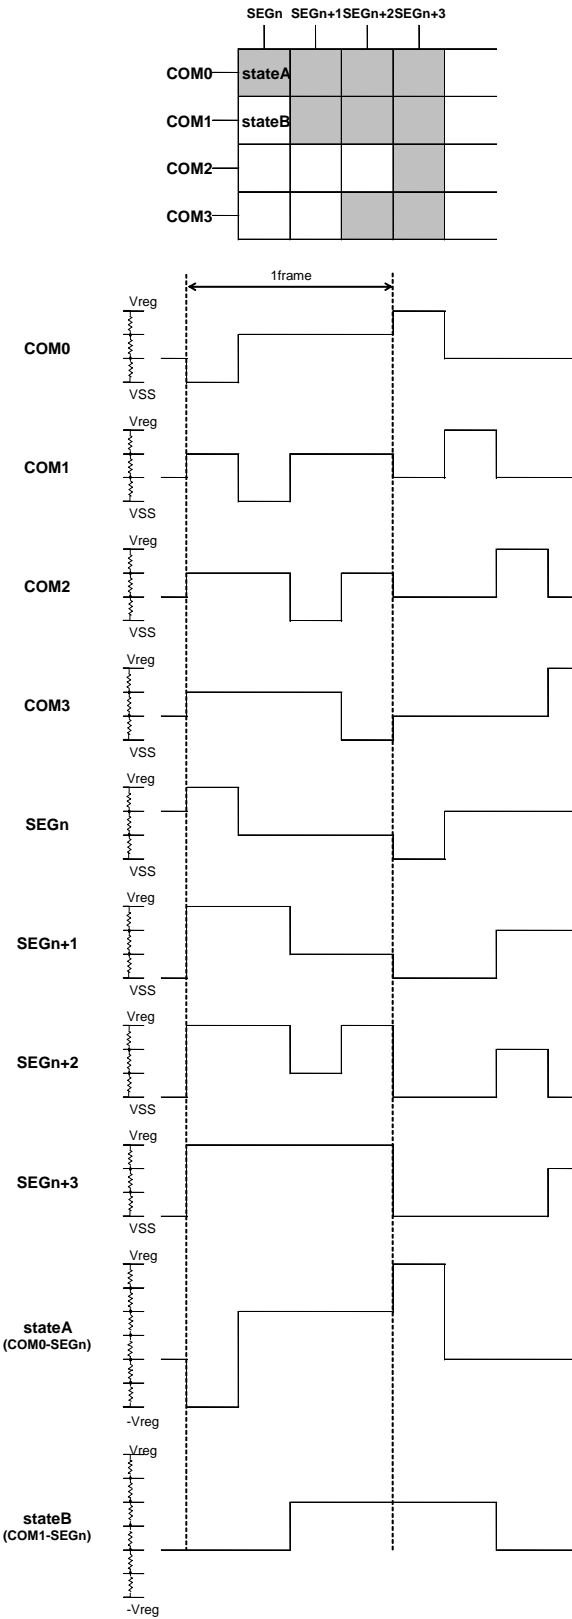 SEGn SEGn+1 SEGn+2 SEGn+3
COM0 stateA
COM1 stateB
COM2
COM3
1frame
Vreg
COM0
VSS
Vreg
COM1
VSS
Vreg
COM2
VSS
Vreg
COM3
VSS
Vreg
SEGn
VSS
Vreg
SEGn+1
VSS
Vreg
SEGn+2
VSS
Vreg
SEGn+3
VSS
Vreg
stateA
(COM0-SEGn)
-Vreg
Vreg
stateB
(COM1-SEGn)
-Vreg